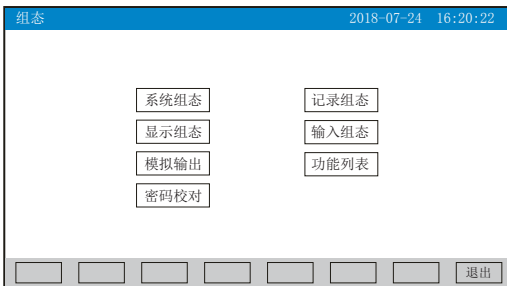 组态 2018-07-24 16:20:22
系统组态 记录组态
显示组态 输入组态
模拟输出 功能列表
密码校对
退出